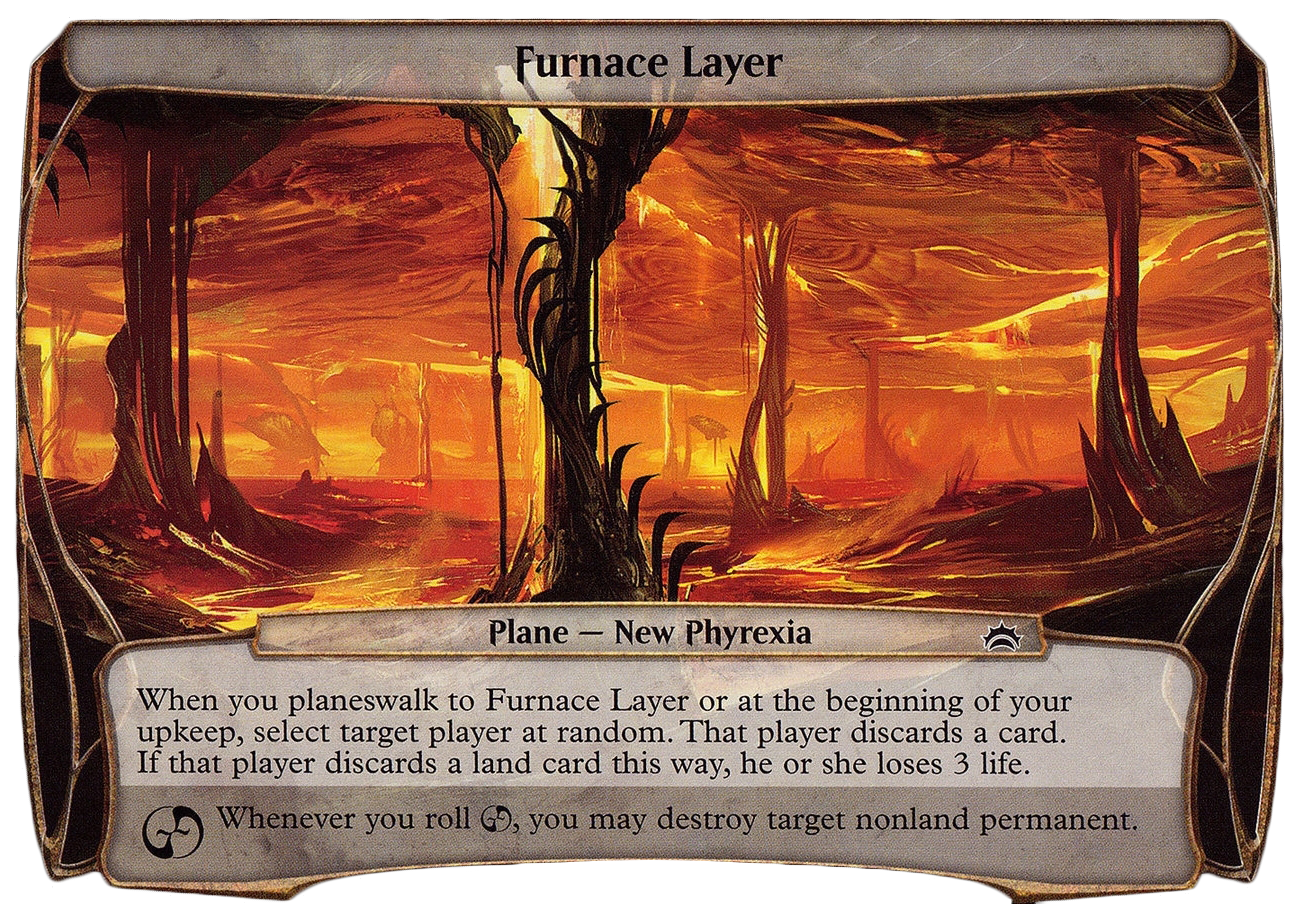 Furnace Layer
Plane — New Phyrexia
When you planeswalk to Furnace Layer or at the beginning of your
upkeep, select target player at random. That player discards a card.
If that player discards a land card this way, he or she loses 3 life.
Whenever you roll , you may destroy target nonland permanent.